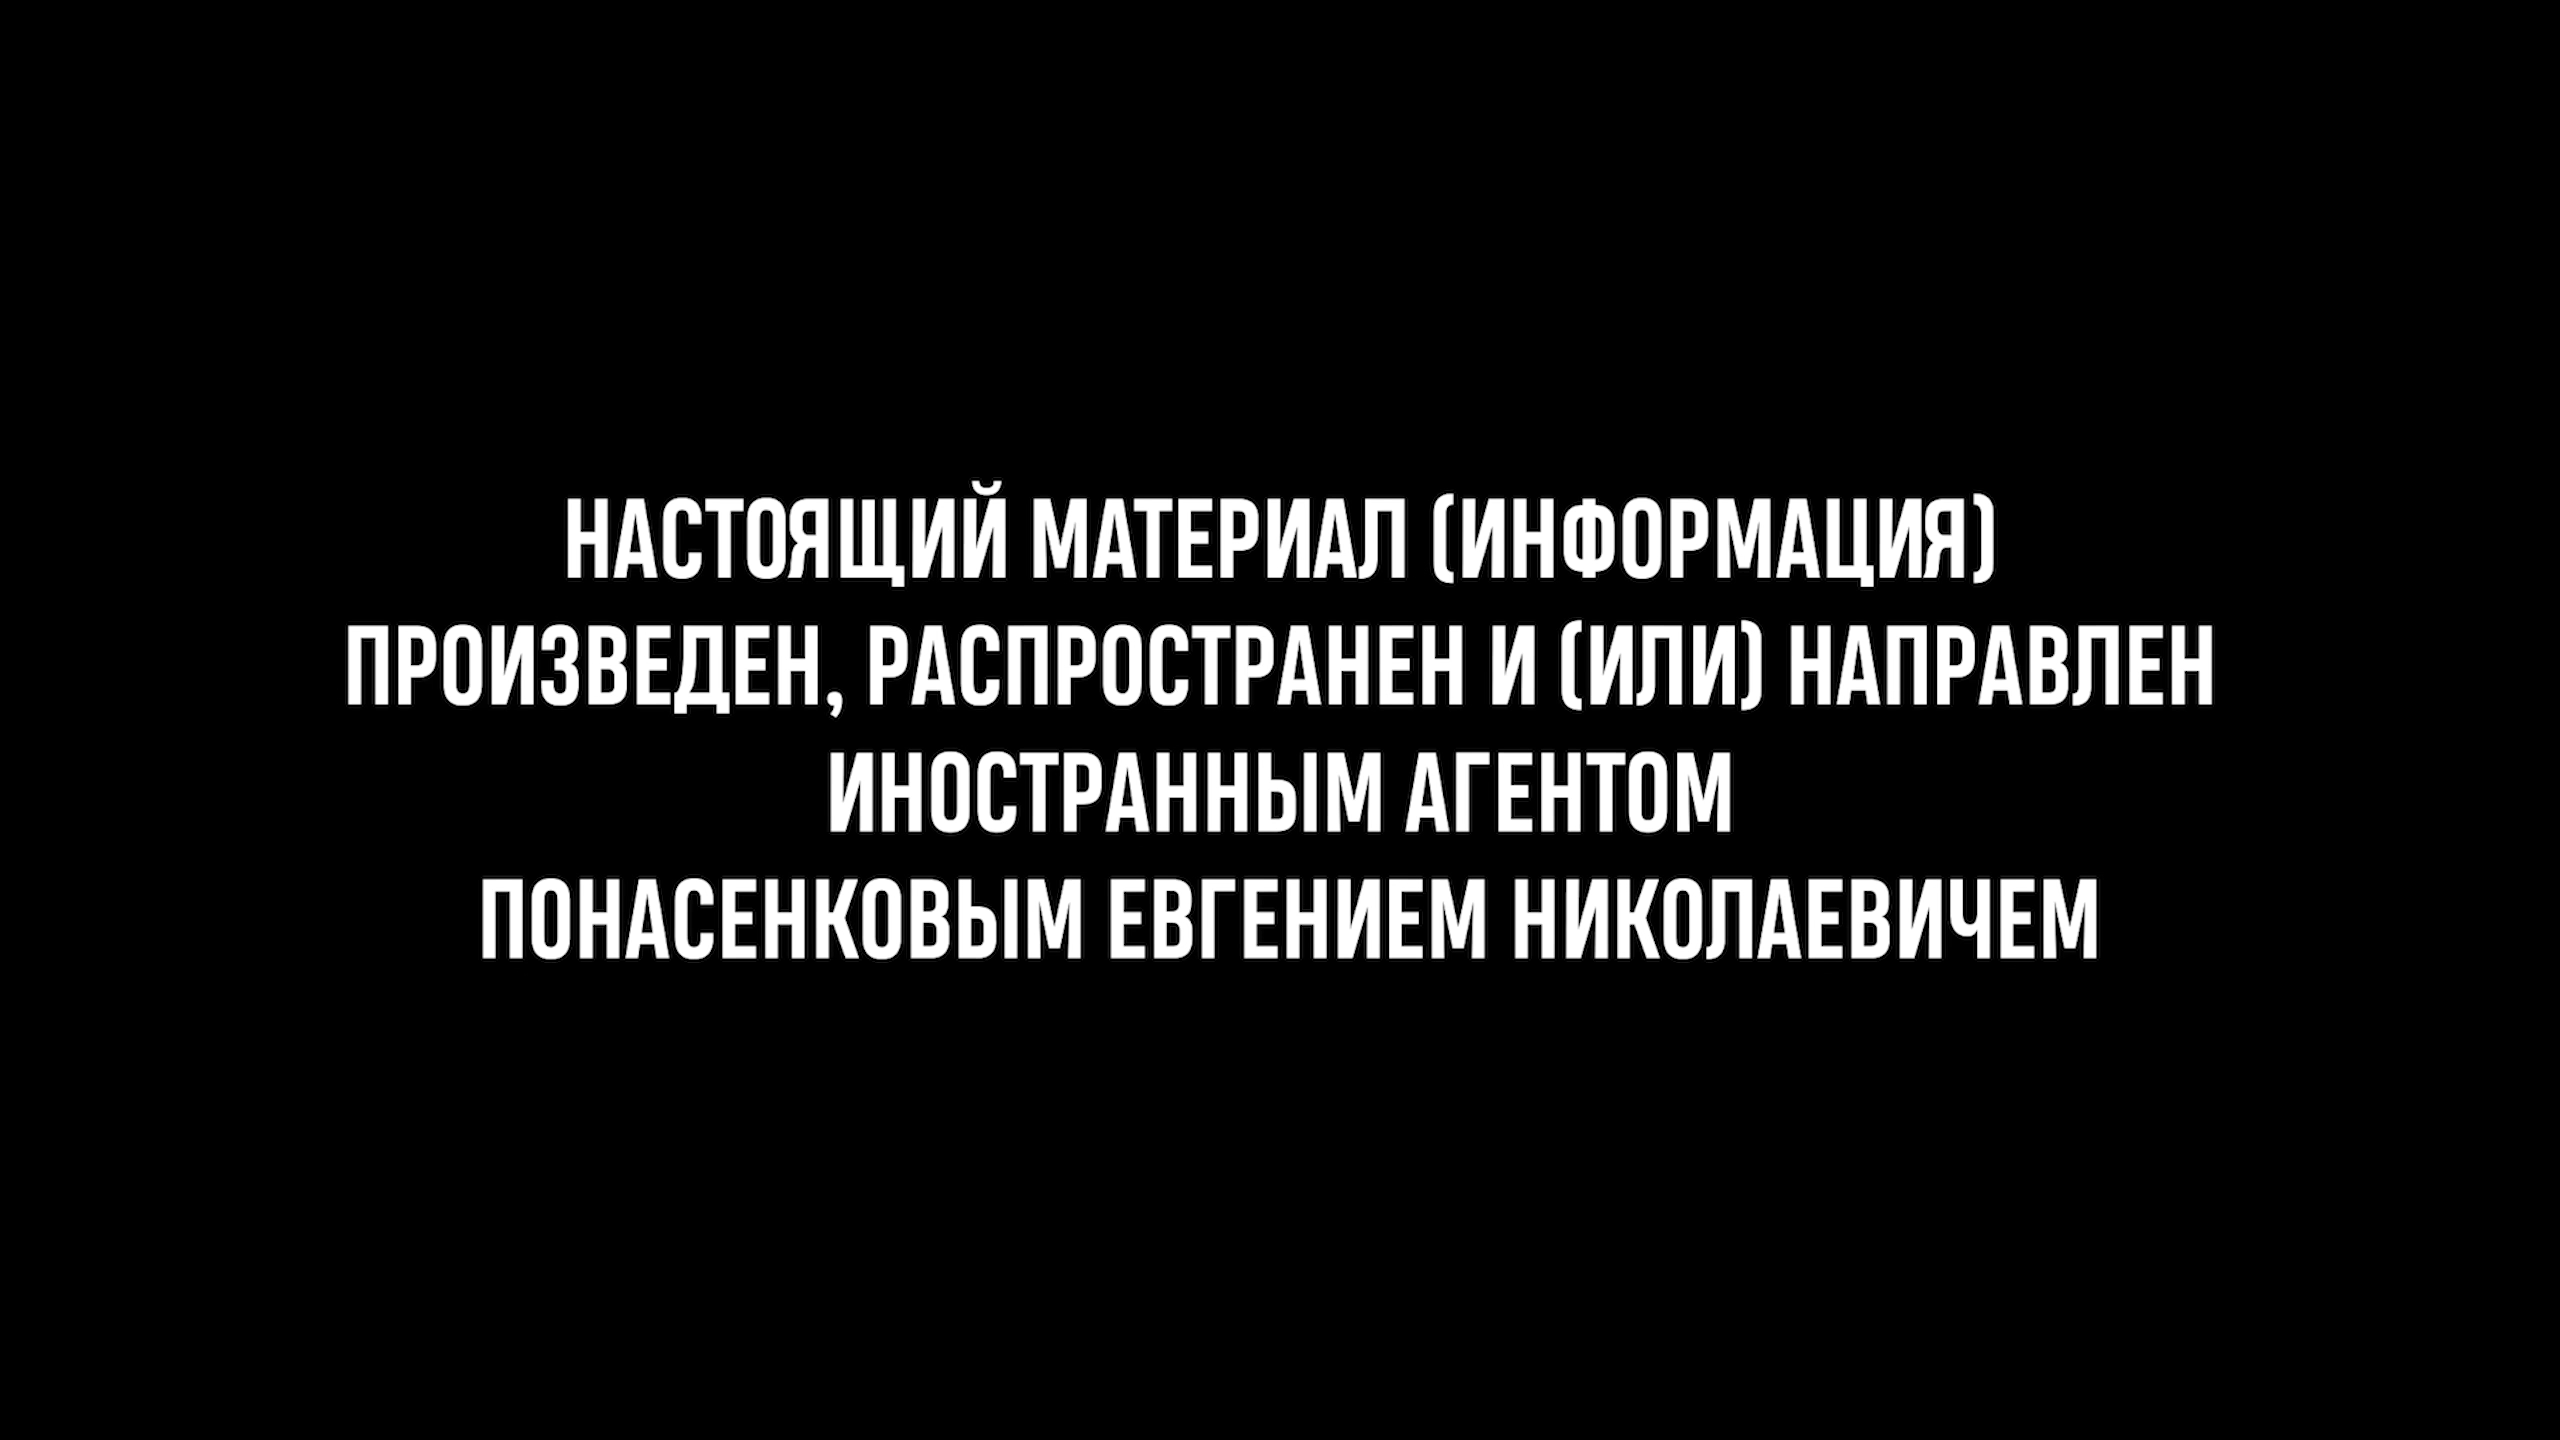 НАСТОЯЩИЙ МАТЕРИАЛ (ИНФОРМАЦИЯ)
ПРОИЗВЕДЕН, РАСПРОСТРАНЕН И (ИЛИ) НАПРАВЛЕН
ИНОСТРАННЫМ АГЕНТОМ
ПОНАСЕНКОВЫМ ЕВГЕНИЕМ НИКОЛАЕВИЧЕМ